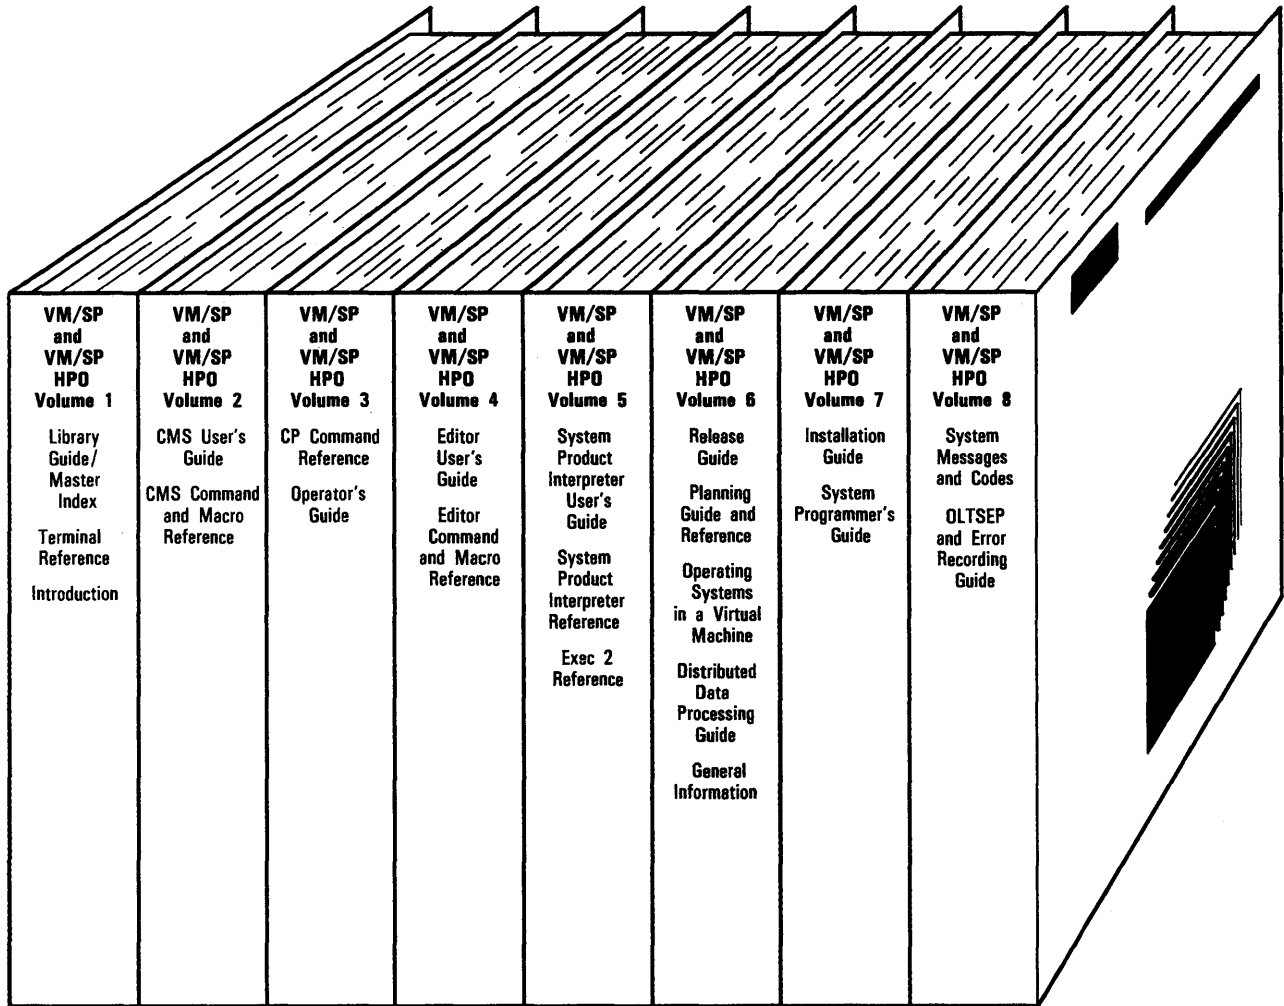 VM/SP
and
VM/SP
HPO
Volume 1
Library
Guide/
Master
Index
Terminal
Reference
Introduction
VM/SP
and
VM/SP
HPO
Volume 2
CMS User's
Guide
CMS Command
and Macro
Reference
VM/SP
and
VM/SP
HPO
Volume 3
CP Command
Reference
Operator's
Guide
VM/SP
and
VM/SP
HPO
Volume 4
Editor
User's
Guide
Editor
Command
and Macro
Reference
VM/SP
and
VM/SP
HPO
Volume 5
System
Product
Interpreter
User's
Guide
System
Product
Interpreter
Reference
Exec 2
Reference
VM/SP
and
VM/SP
HPO
Volume 6
Release
Guide
Planning
Guide and
Reference
Operating
Systems
in a Virtual
Machine
Distributed
Data
Processing
Guide
General
Information
VM/SP
and
VM/SP
HPO
Volume 7
Installation
Guide
System
Programmer's
Guide
VM/SP
and
VM/SP
HPO
Volume 8
System
Messages
and Codes
OLTSEP
and Error
Recording
Guide